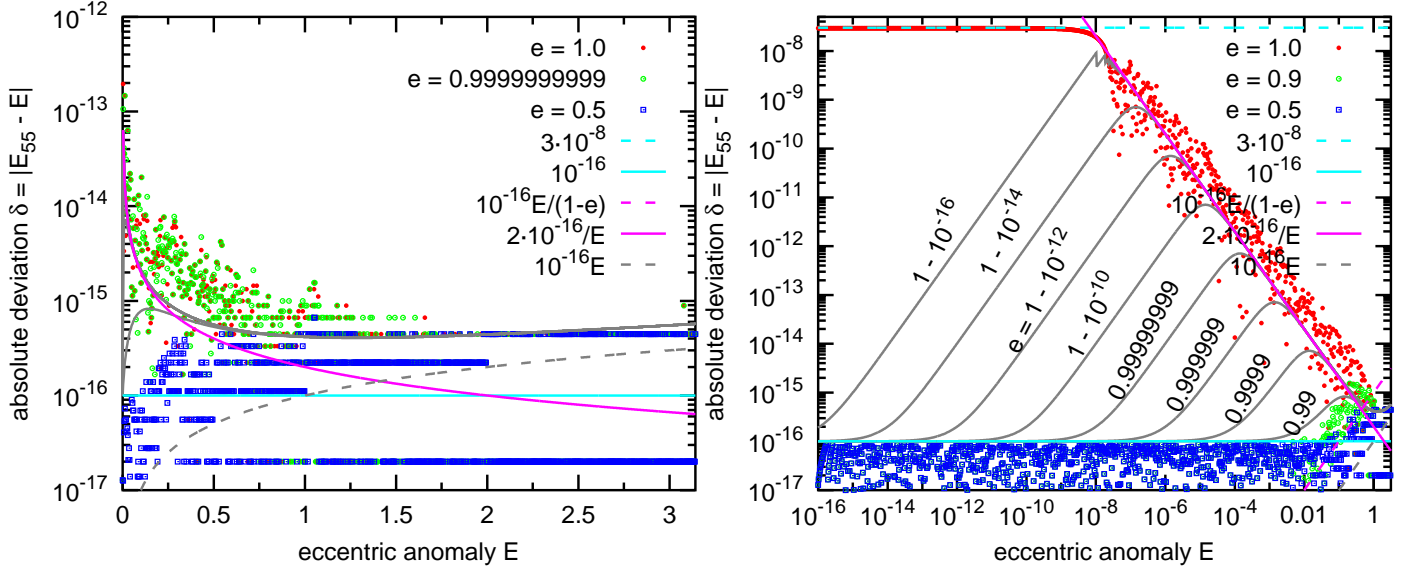 absolute deviation δ = |E55 - E|
10-12
10-13
10-14
10-15
10-16
10-17
e = 1.0
e = 0.9999999999
e = 0.5
3·10-8
10-16
10-16E/(1-e)
2·10-16/E
10-16E
0 0.5 1 1.5 2 2.5 3
eccentric anomaly E
absolute deviation δ = |E55 - E|
10-8
10-9
10-10
10-11
10-12
10-13
10-14
10-15
10-16
10-17
e = 1.0
e = 0.9
e = 0.5
3·10-8
10-16
10-16E/(1-e)
2·10-16/E
10-16E
1 - 10-16
1 - 10-14
e = 1 - 10-12
1 - 10-10
0.99999999
0.999999
0.9999
0.99
10-16 10-14 10-12 10-10 10-8 10-6 10-4 0.01 1
eccentric anomaly E